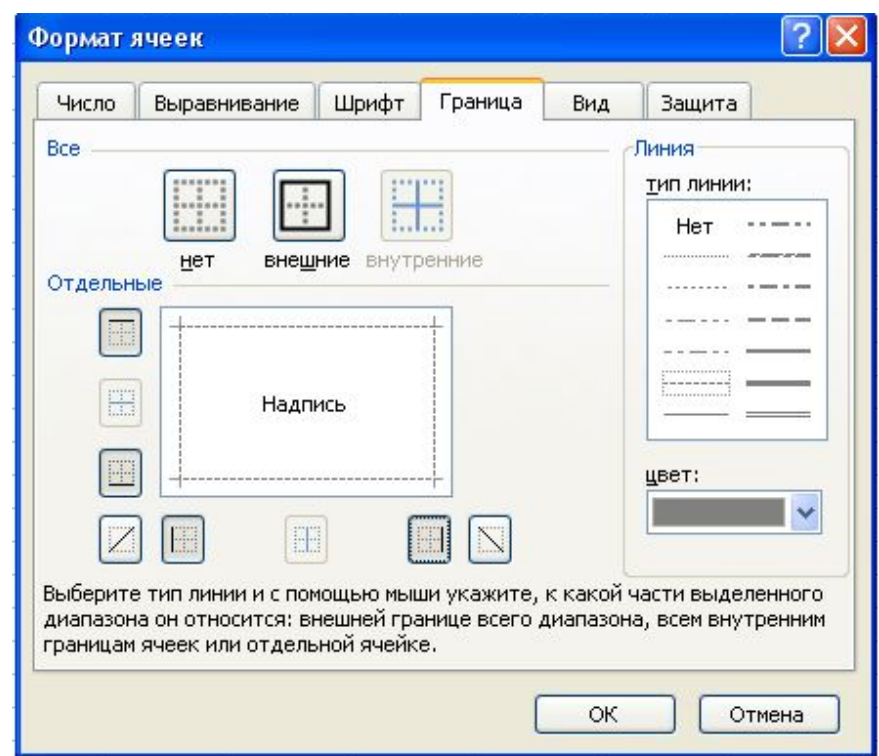 Формат ячеек
Число Выравнивание Шрифт Граница Вид Защита
Все
нет внешние внутренние
Отдельные
Надпись
Линия
тип линии:
Нет
цвет:
Выберите тип линии и с помощью мыши укажите, к какой части выделенного
диапазона он относится: внешней границе всего диапазона, всем внутренним
границам ячеек или отдельной ячейке.
ОК Отмена